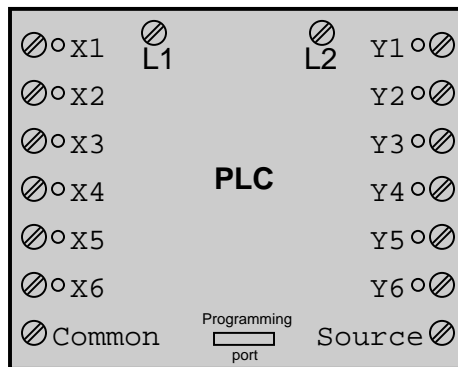 X1 L1 L2 Y1
X2 Y2
X3 Y3
X4 PLC Y4
X5 Y5
X6 Y6
Programming
Common Source
port